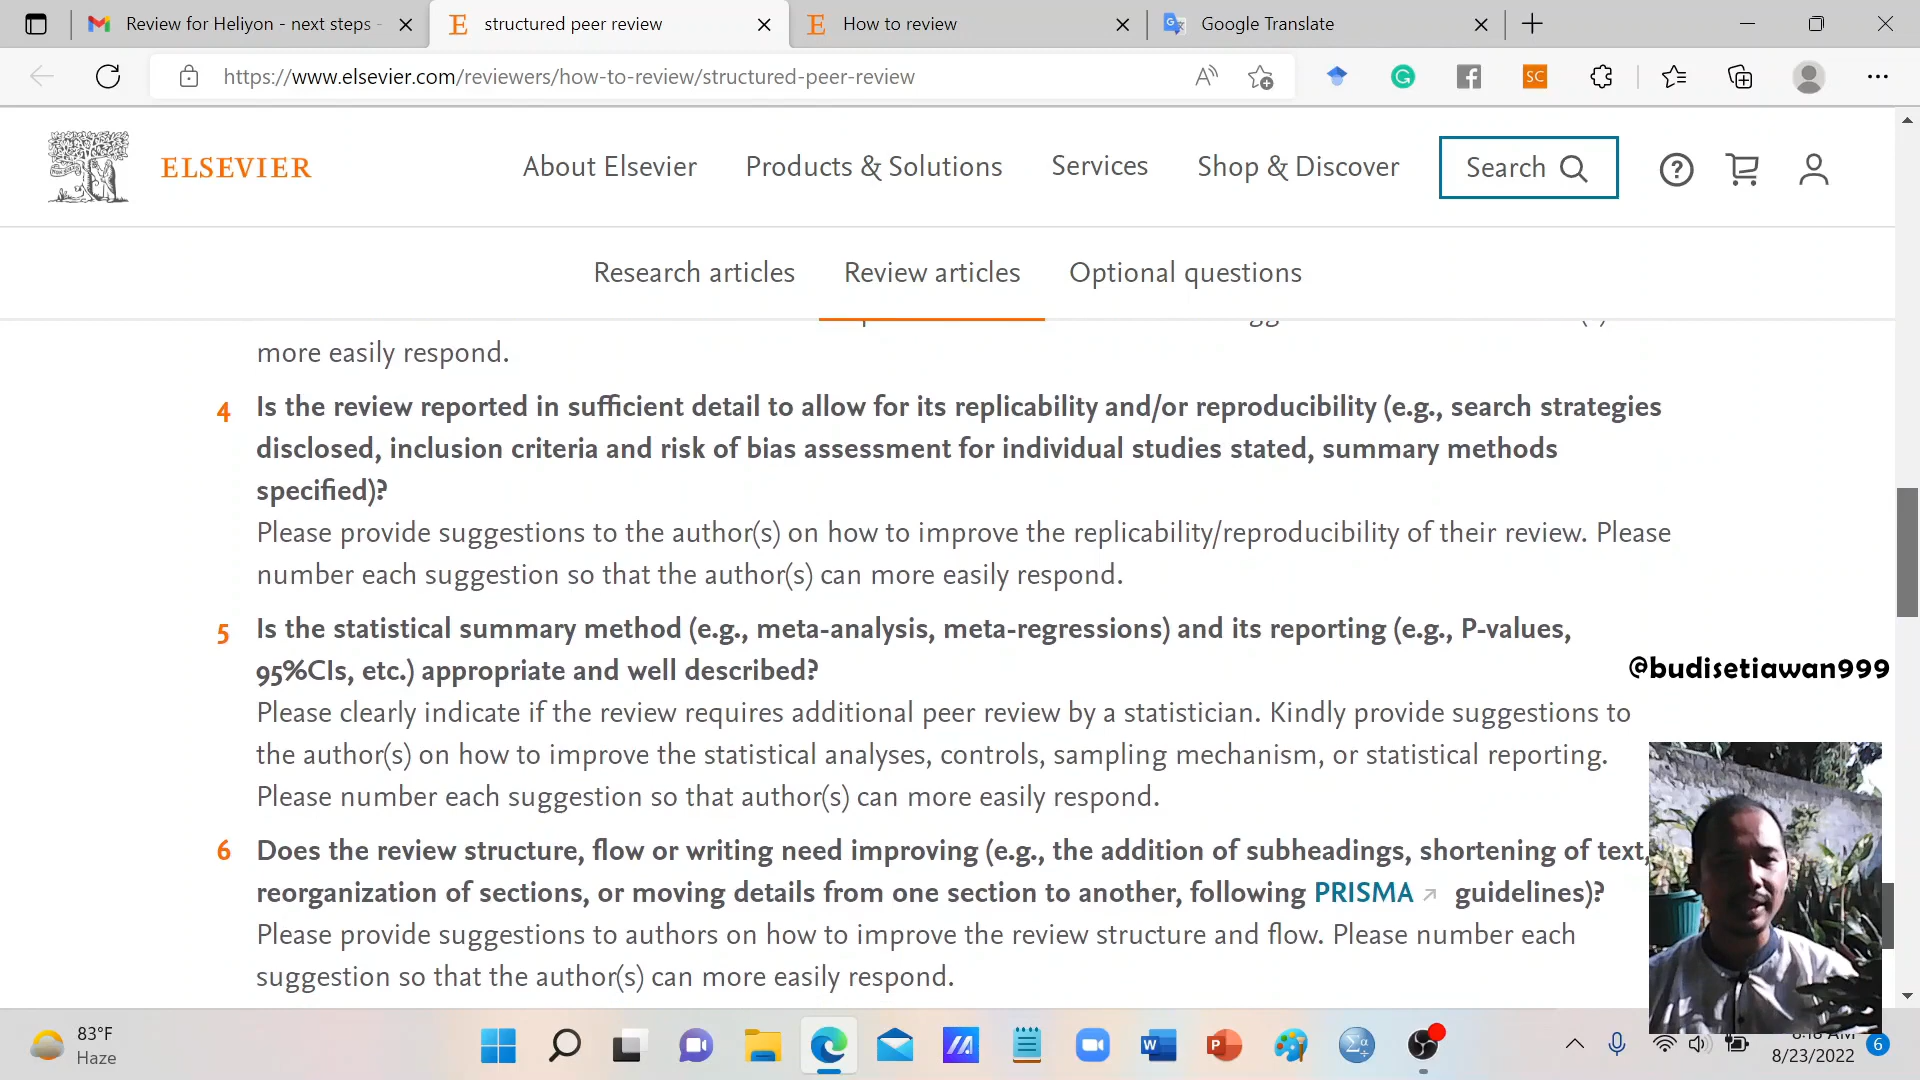 Review for Heliyon - next steps -
structured peer review
How to review
Google Translate
https://www.elsevier.com/reviewers/how-to-review/structured-peer-review
SC
ELSEVIER
About Elsevier
Products & Solutions
Services
Shop & Discover
Search
Research articles
Review articles
Optional questions
more easily respond.
4 Is the review reported in sufficient detail to allow for its replicability and/or reproducibility (e.g., search strategies
disclosed, inclusion criteria and risk of bias assessment for individual studies stated, summary methods
specified)?
Please provide suggestions to the author(s) on how to improve the replicability/reproducibility of their review. Please
number each suggestion so that the author(s) can more easily respond.
5 Is the statistical summary method (e.g., meta-analysis, meta-regressions) and its reporting (e.g., P-values,
95%CIs, etc.) appropriate and well described?
@budisetiawan999
Please clearly indicate if the review requires additional peer review by a statistician. Kindly provide suggestions to
the author(s) on how to improve the statistical analyses, controls, sampling mechanism, or statistical reporting.
Please number each suggestion so that author(s) can more easily respond.
6 Does the review structure, flow or writing need improving (e.g., the addition of subheadings, shortening of text,
reorganization of sections, or moving details from one section to another, following PRISMA guidelines)?
Please provide suggestions to authors on how to improve the review structure and flow. Please number each
suggestion so that the author(s) can more easily respond.
83°F
Haze
8/23/2022
6